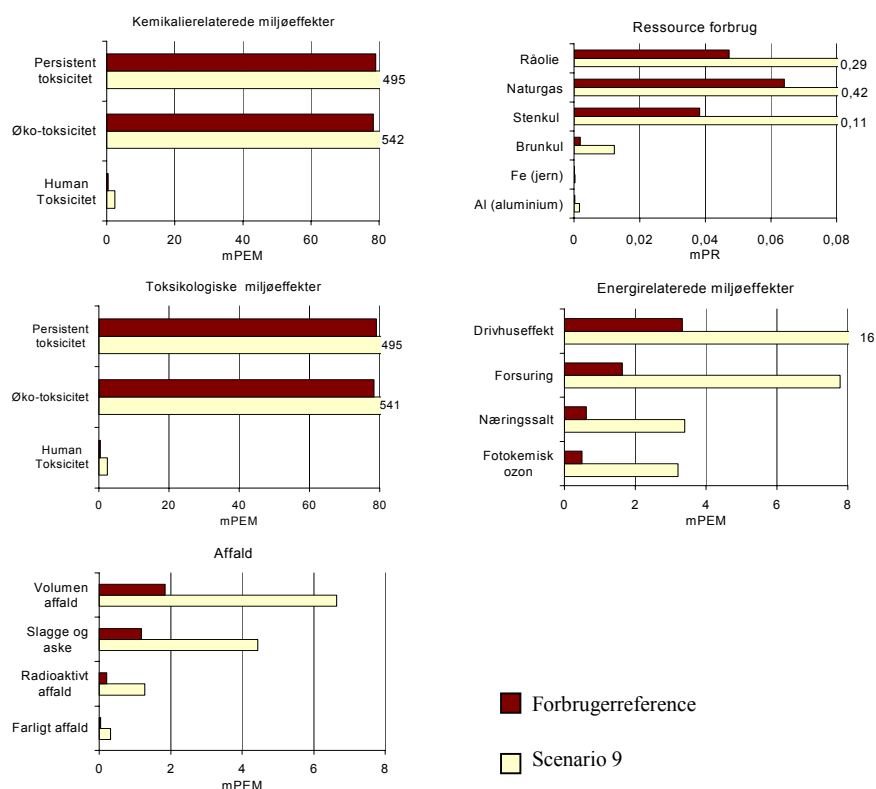 Kemikalierelaterede miljøeffekter
Persistent
toksicitet
495
Øko-toksicitet
542
Human
Toksicitet
0 20 40 60 80
mPEM
Ressource forbrug
Råolie
0,29
Naturgas
0,42
Stenkul
0,11
Brunkul
Fe (jern)
Al (aluminium)
0 0,02 0,04 0,06 0,08
mPR
Toksikologiske miljøeffekter
Persistent
toksicitet
495
Øko-toksicitet
541
Human
Toksicitet
0 20 40 60 80
mPEM
Energirelaterede miljøeffekter
Drivhuseffekt
16
Forsuring
Næringssalt
Fotokemisk
ozon
0 2 4 6 8
mPEM
Affald
Volumen
affald
Slagge og
aske
Radioaktivt
affald
Farligt affald
0 2 4 6 8
mPEM
Forbrugerreference
Scenario 9